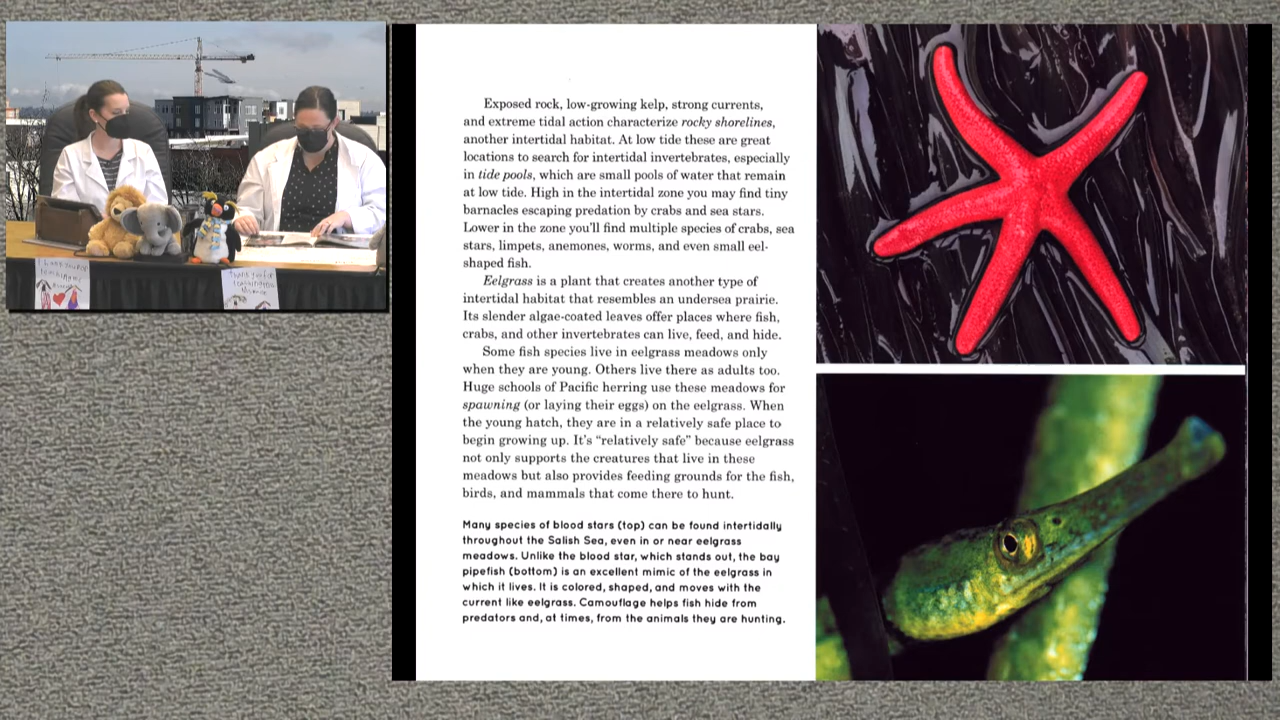 Exposed rock, low-growing kelp, strong currents,
and extreme tidal action characterize rocky shorelines,
another intertidal habitat. At low tide these are great
locations to search for intertidal invertebrates, especially
in tide pools, which are small pools of water that remain
at low tide. High in the intertidal zone you may find tiny
barnacles escaping predation by crabs and sea stars.
Lower in the zone you'll find multiple species of crabs, sea
stars, limpets, anemones, worms, and even small eel-
shaped fish.
Eelgrass is a plant that creates another type of
intertidal habitat that resembles an undersea prairie.
Its slender algae-coated leaves offer places where fish,
crabs, and other invertebrates can live, feed, and hide.
Some fish species live in eelgrass meadows only
when they are young. Others live there as adults too.
Huge schools of Pacific herring use these meadows for
spawning (or laying their eggs) on the eelgrass. When
the young hatch, they are in a relatively safe place to
begin growing up. It's “relatively safe” because eelgrass
not only supports the creatures that live in these
meadows but also provides feeding grounds for the fish,
birds, and mammals that come there to hunt.
Many species of blood stars (top) can be found intertidally
throughout the Salish Sea, even in or near eelgrass
meadows. Unlike the blood star, which stands out, the bay
pipefish (bottom) is an excellent mimic of the eelgrass in
which it lives. It is colored, shaped, and moves with the
current like eelgrass. Camouflage helps fish hide from
predators and, at times, from the animals they are hunting.
Thank you for